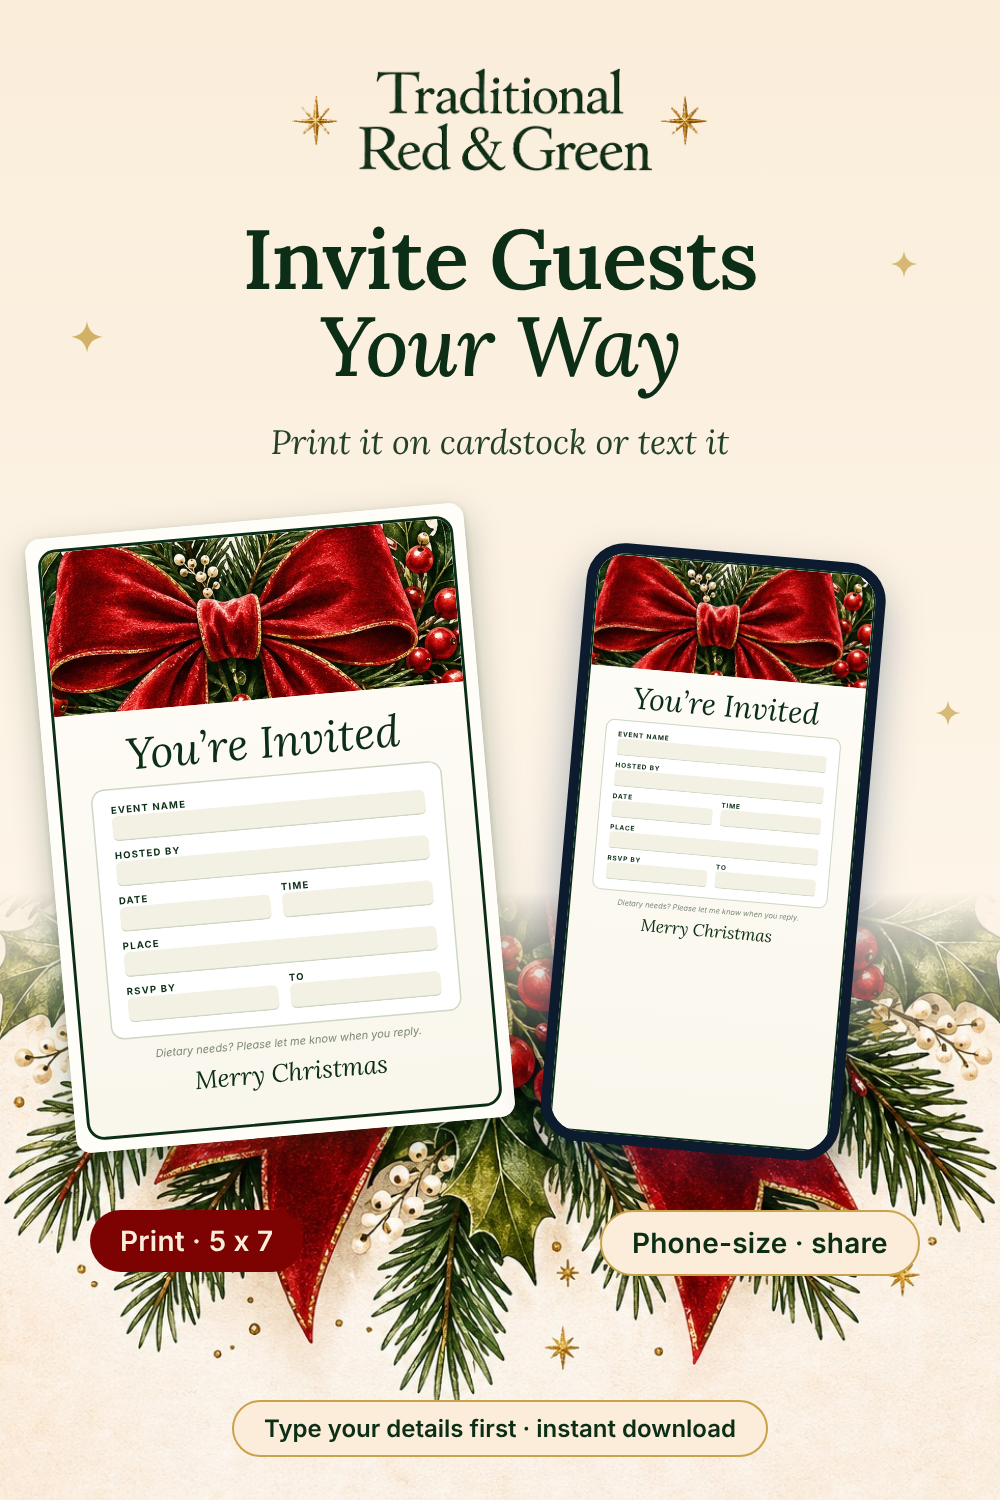 Traditional
Red & Green
Invite Guests
Your Way
Print it on cardstock or text it
You're Invited
EVENT NAME
HOSTED BY
DATE
TIME
PLACE
RSVP BY
TO
Dietary needs? Please let me know when you reply.
Merry Christmas
You're Invited
EVENT NAME
HOSTED BY
DATE
TIME
PLACE
RSVP BY
TO
Dietary needs? Please let me know when you reply.
Merry Christmas
Print · 5 x 7
Phone-size · share
Type your details first · instant download